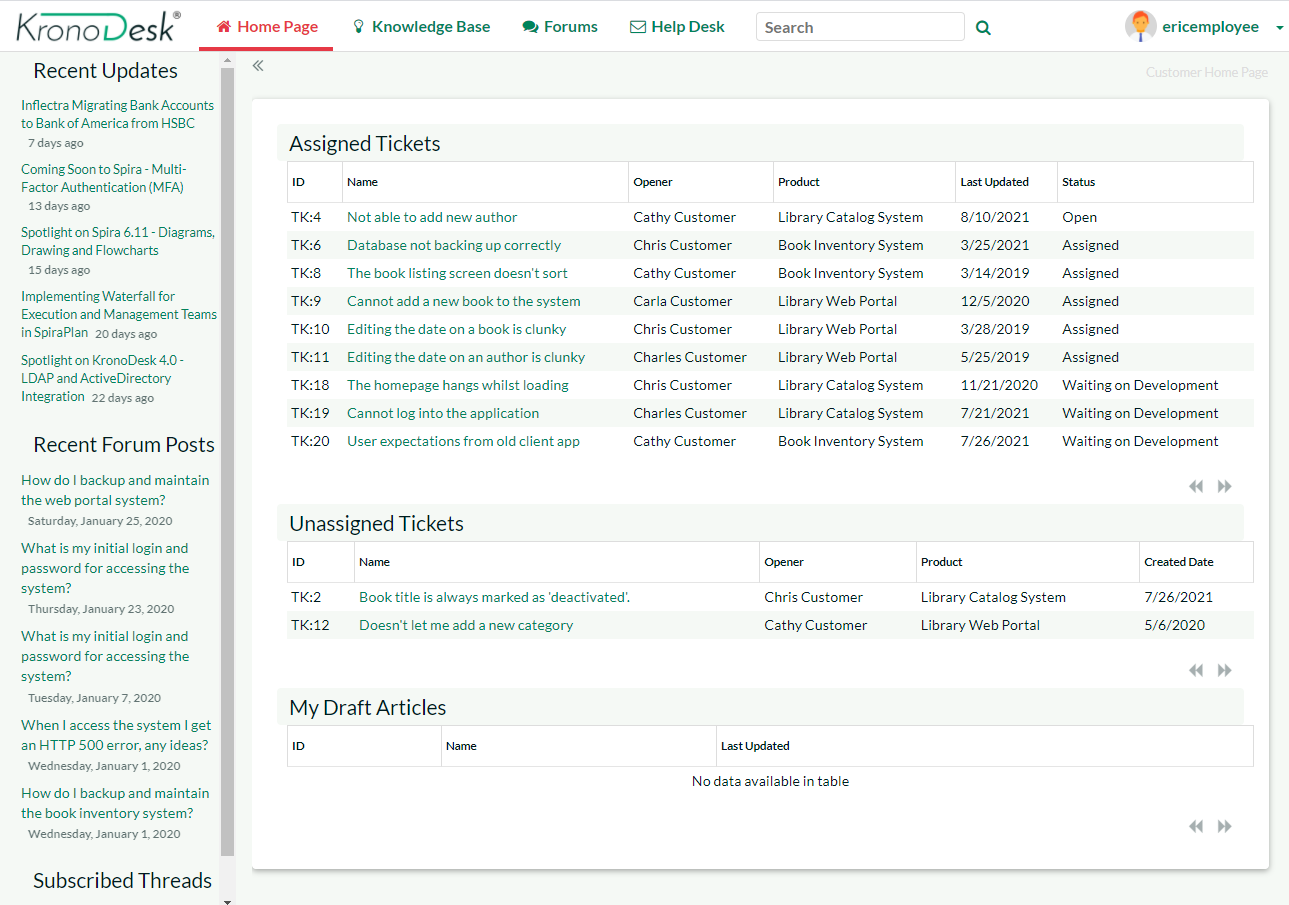 KronoDesk®
Home Page
Knowledge Base
Forums
Help Desk
Search
ericemployee
Recent Updates
Inflectra Migrating Bank Accounts
to Bank of America from HSBC
7 days ago
Coming Soon to Spira - Multi-
Factor Authentication (MFA)
13 days ago
Spotlight on Spira 6.11 - Diagrams,
Drawing and Flowcharts
15 days ago
Implementing Waterfall for
Execution and Management Teams
in SpiraPlan 20 days ago
Spotlight on KronoDesk 4.0 -
LDAP and ActiveDirectory
Integration 22 days ago
Recent Forum Posts
How do I backup and maintain
the web portal system?
Saturday, January 25, 2020
What is my initial login and
password for accessing the
system?
Thursday, January 23, 2020
What is my initial login and
password for accessing the
system?
Tuesday, January 7, 2020
When I access the system I get
an HTTP 500 error, any ideas?
Wednesday, January 1, 2020
How do I backup and maintain
the book inventory system?
Wednesday, January 1, 2020
Subscribed Threads
Customer Home Page
Assigned Tickets
ID Name Opener Product Last Updated Status
TK:4 Not able to add new author Cathy Customer Library Catalog System 8/10/2021 Open
TK:6 Database not backing up correctly Chris Customer Book Inventory System 3/25/2021 Assigned
TK:8 The book listing screen doesn't sort Cathy Customer Book Inventory System 3/14/2019 Assigned
TK:9 Cannot add a new book to the system Carla Customer Library Web Portal 12/5/2020 Assigned
TK:10 Editing the date on a book is clunky Chris Customer Library Web Portal 3/28/2019 Assigned
TK:11 Editing the date on an author is clunky Charles Customer Library Web Portal 5/25/2019 Assigned
TK:18 The homepage hangs whilst loading Chris Customer Library Catalog System 11/21/2020 Waiting on Development
TK:19 Cannot log into the application Charles Customer Library Catalog System 7/21/2021 Waiting on Development
TK:20 User expectations from old client app Cathy Customer Book Inventory System 7/26/2021 Waiting on Development
Unassigned Tickets
ID Name Opener Product Created Date
TK:2 Book title is always marked as 'deactivated'. Chris Customer Library Catalog System 7/26/2021
TK:12 Doesn't let me add a new category Cathy Customer Library Web Portal 5/6/2020
My Draft Articles
ID Name Last Updated
No data available in table